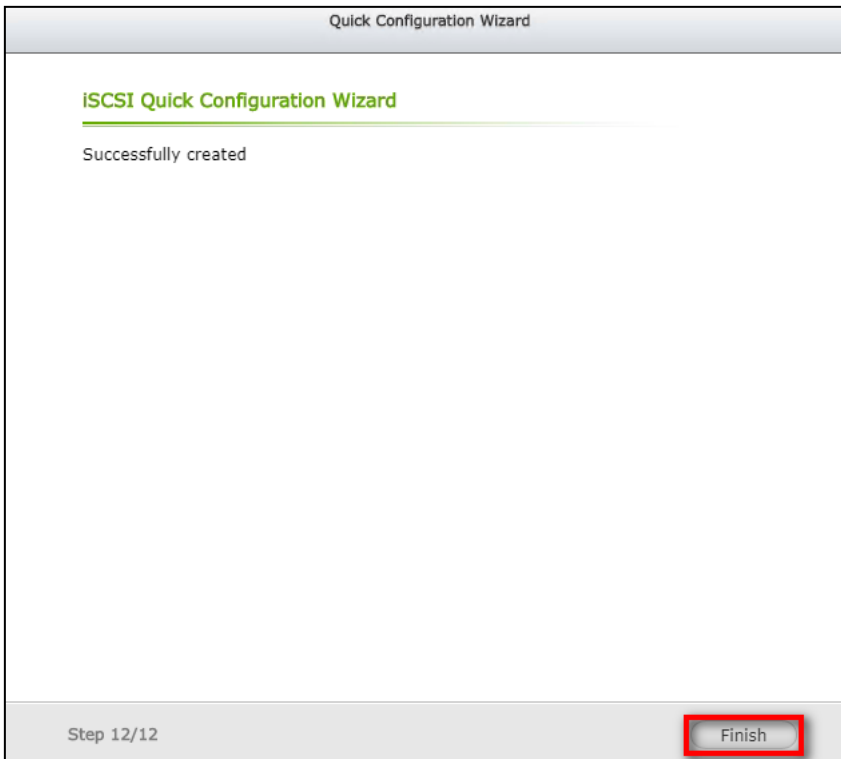 Quick Configuration Wizard
iSCSI Quick Configuration Wizard
Successfully created
Step 12/12
Finish